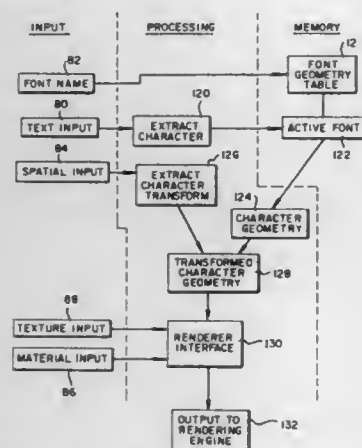 INPUT PROCESSING MEMORY
82
FONT NAME
12
FONT
GEOMETRY
TABLE
80
TEXT INPUT
120
EXTRACT
CHARACTER
ACTIVE FONT
122
84
SPATIAL INPUT
126
EXTRACT
CHARACTER
TRANSFORM
124
CHARACTER
GEOMETRY
TRANSFORMED
CHARACTER
GEOMETRY
128
88
TEXTURE INPUT
RENDERER
INTERFACE
130
MATERIAL INPUT
86
OUTPUT TO
RENDERING
ENGINE
132